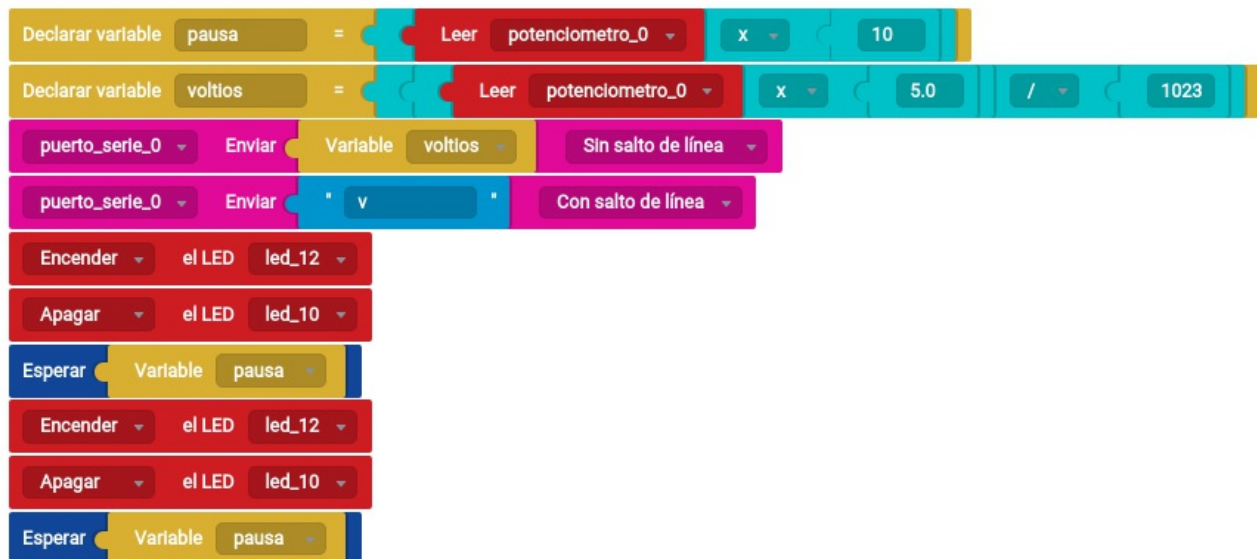 Declarar variable pausa = Leer potenciometro_0 x 10
Declarar variable voltios = Leer potenciometro_0 x 5.0 / 1023
puerto_serie_0 Enviar Variable voltios Sin salto de línea
puerto_serie_0 Enviar " v " Con salto de línea
Encender el LED led_12
Apagar el LED led_10
Esperar Variable pausa
Encender el LED led_12
Apagar el LED led_10
Esperar Variable pausa